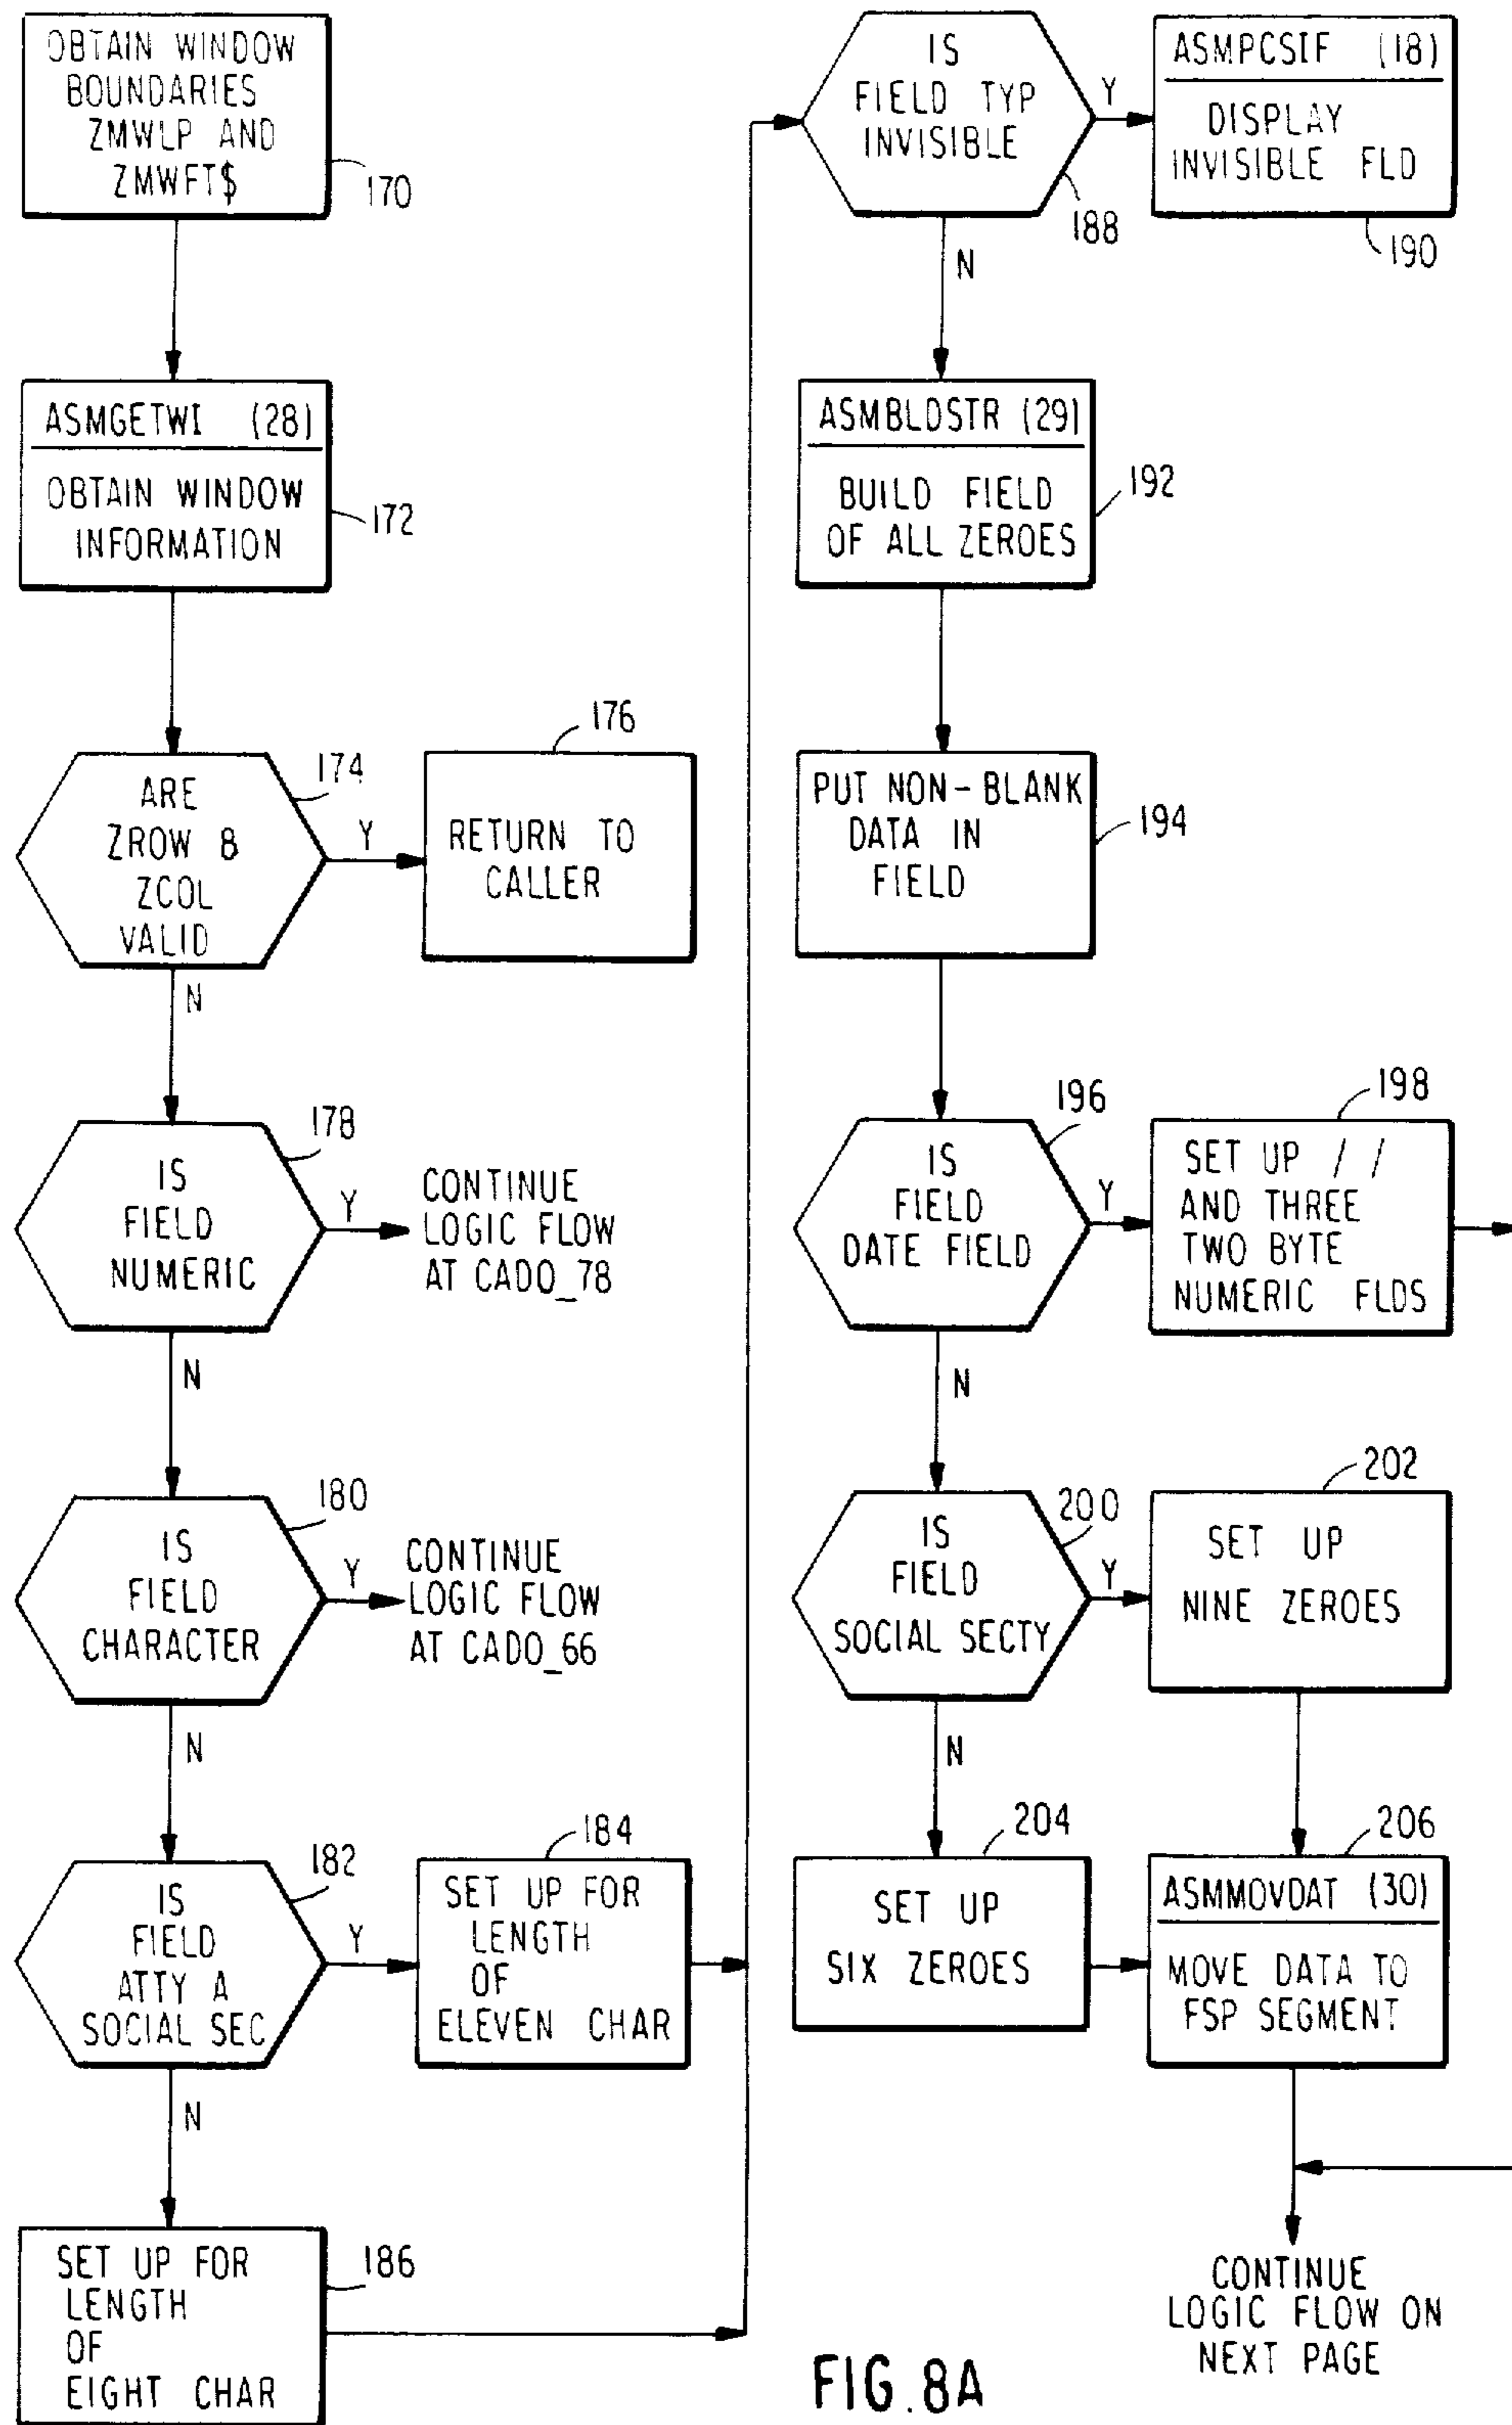 OBTAIN WINDOW
BOUNDARIES
ZMWLP AND
ZMWFT$
170
ASMGETWI (28)
OBTAIN WINDOW
INFORMATION
172
ARE
ZROW 8
ZCOL
VALID
174
Y
N
176
RETURN TO
CALLER
IS
FIELD
NUMERIC
178
Y
N
CONTINUE
LOGIC FLOW
AT CADO_78
IS
FIELD
CHARACTER
180
Y
N
CONTINUE
LOGIC FLOW
AT CADO_66
IS
FIELD
ATTY A
SOCIAL SEC
182
Y
N
184
SET UP FOR
LENGTH
OF
ELEVEN CHAR
SET UP FOR
LENGTH
OF
EIGHT CHAR
186
IS
FIELD TYP
INVISIBLE
188
Y
N
ASMPCSIF (18)
DISPLAY
INVISIBLE FLD
190
ASMBLDSTR (29)
BUILD FIELD
OF ALL ZEROES
192
PUT NON-BLANK
DATA IN
FIELD
194
IS
FIELD
DATE FIELD
196
Y
N
198
SET UP / /
AND THREE
TWO BYTE
NUMERIC FLDS
IS
FIELD
SOCIAL SECTY
200
Y
N
202
SET UP
NINE ZEROES
204
SET UP
SIX ZEROES
206
ASMMOVDAT (30)
MOVE DATA TO
FSP SEGMENT
CONTINUE
LOGIC FLOW ON
NEXT PAGE
FIG.8A